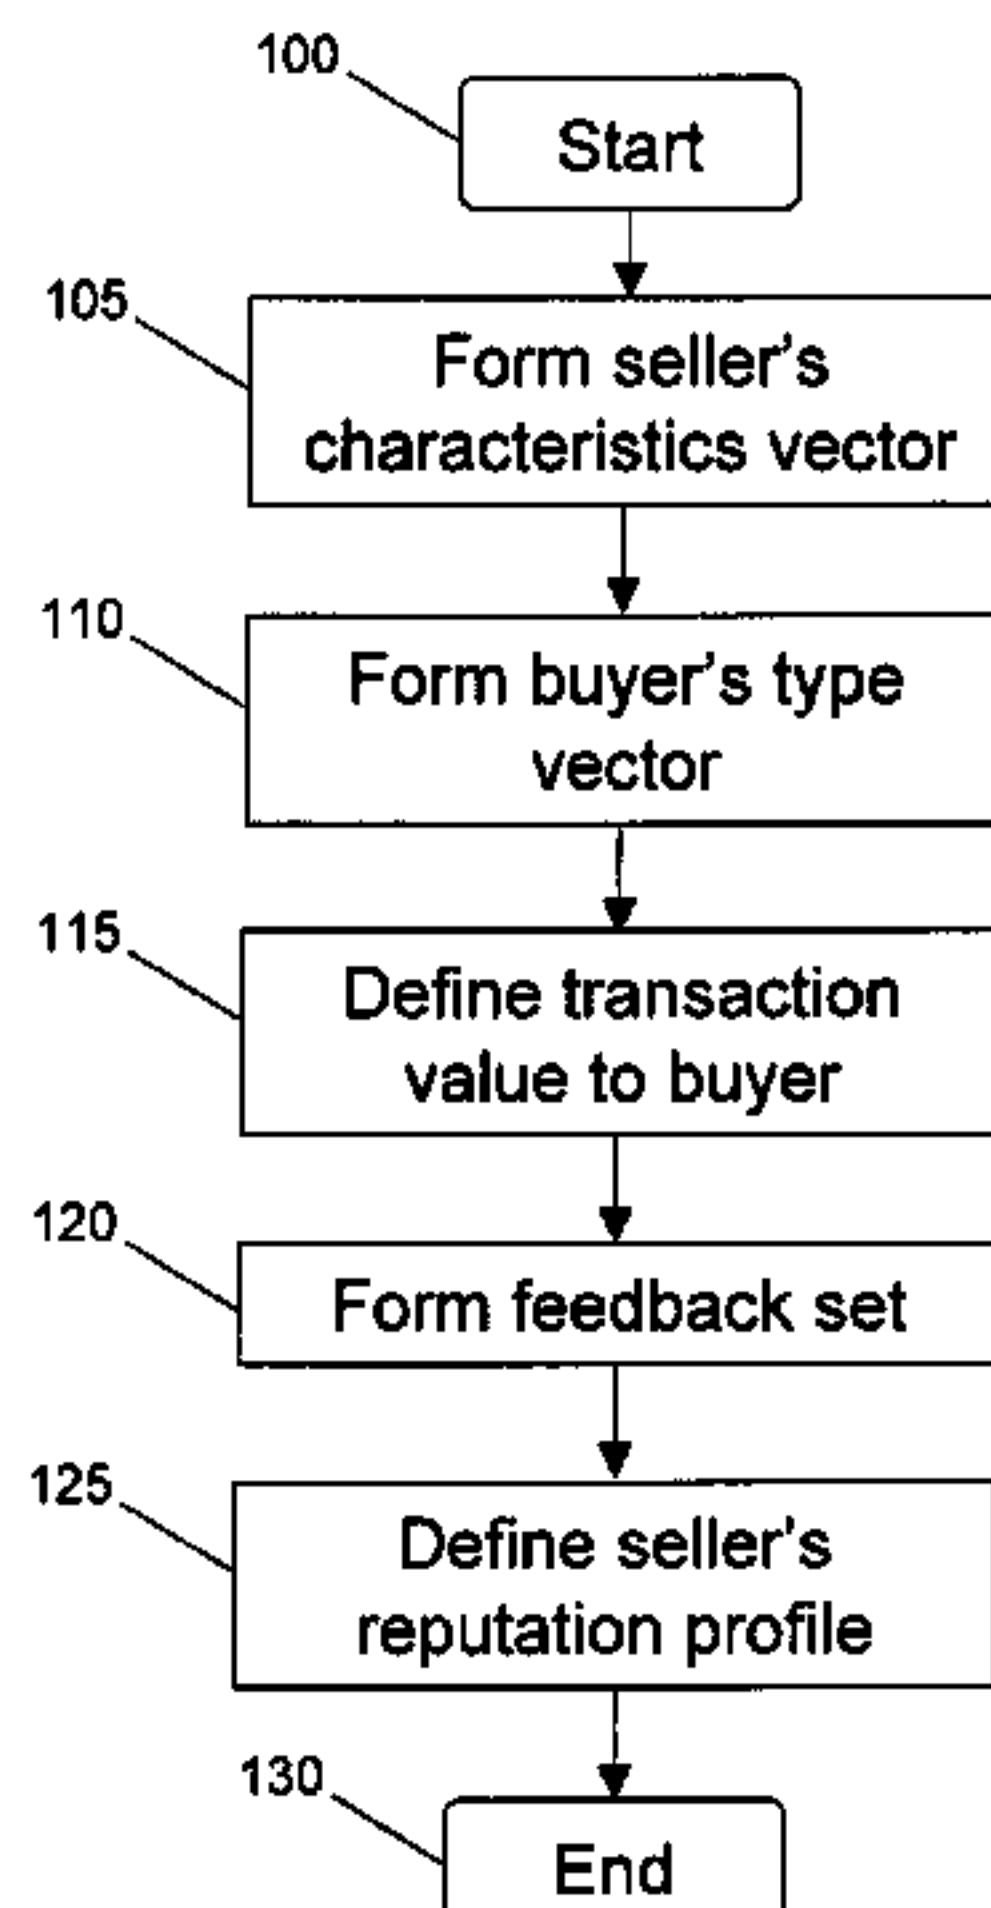 100
Start
105
Form seller's
characteristics vector
110
Form buyer's type
vector
115
Define transaction
value to buyer
120
Form feedback set
125
Define seller's
reputation profile
130
End